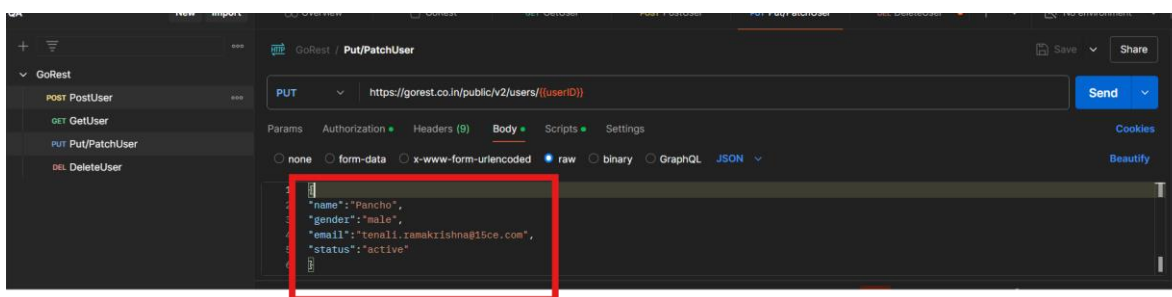 QA New Import Overview GoRest GET GetUser POST PostUser PUT Put/PatchUser DEL DeleteUser No environment
GoRest / Put/PatchUser Save Share
GoRest
POST PostUser
GET GetUser
PUT Put/PatchUser
DEL DeleteUser
PUT https://gorest.co.in/public/v2/users/{{userID}} Send
Params Authorization Headers (9) Body Scripts Settings Cookies
none form-data x-www-form-urlencoded raw binary GraphQL JSON Beautify
1 {
2 "name":"Pancho",
3 "gender":"male",
4 "email":"tenali.ramakrishna@15ce.com",
5 "status":"active"
6 }